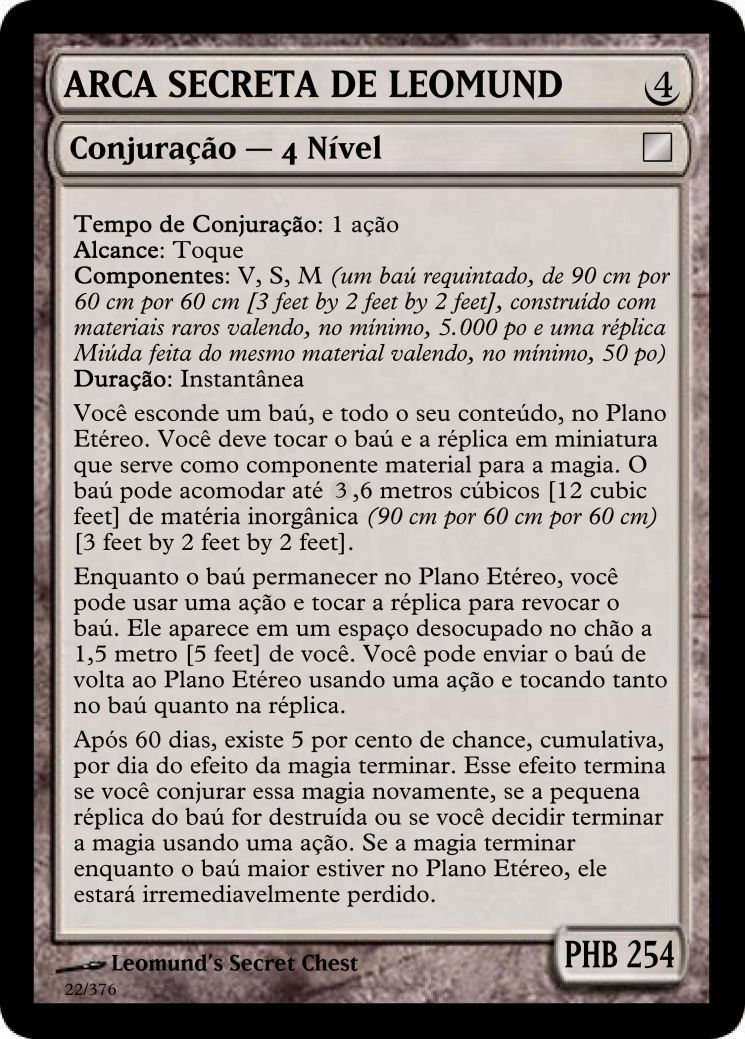 ARCA SECRETA DE LEOMUND 4
Conjuração — 4 Nível
Tempo de Conjuração: 1 ação
Alcance: Toque
Componentes: V, S, M (um baú requintado, de 90 cm por
60 cm por 60 cm [3 feet by 2 feet by 2 feet], construído com
materiais raros valendo, no mínimo, 5.000 po e uma réplica
Miúda feita do mesmo material valendo, no mínimo, 50 po)
Duração: Instantânea
Você esconde um baú, e todo o seu conteúdo, no Plano
Etéreo. Você deve tocar o baú e a réplica em miniatura
que serve como componente material para a magia. O
baú pode acomodar até 3,6 metros cúbicos [12 cubic
feet] de matéria inorgânica (90 cm por 60 cm por 60 cm)
[3 feet by 2 feet by 2 feet].
Enquanto o baú permanecer no Plano Etéreo, você
pode usar uma ação e tocar a réplica para revocar o
baú. Ele aparece em um espaço desocupado no chão a
1,5 metro [5 feet] de você. Você pode enviar o baú de
volta ao Plano Etéreo usando uma ação e tocando tanto
no baú quanto na réplica.
Após 60 dias, existe 5 por cento de chance, cumulativa,
por dia do efeito da magia terminar. Esse efeito termina
se você conjurar essa magia novamente, se a pequena
réplica do baú for destruída ou se você decidir terminar
a magia usando uma ação. Se a magia terminar
enquanto o baú maior estiver no Plano Etéreo, ele
estará irremediavelmente perdido.
PHB 254
Leomund's Secret Chest
22/376